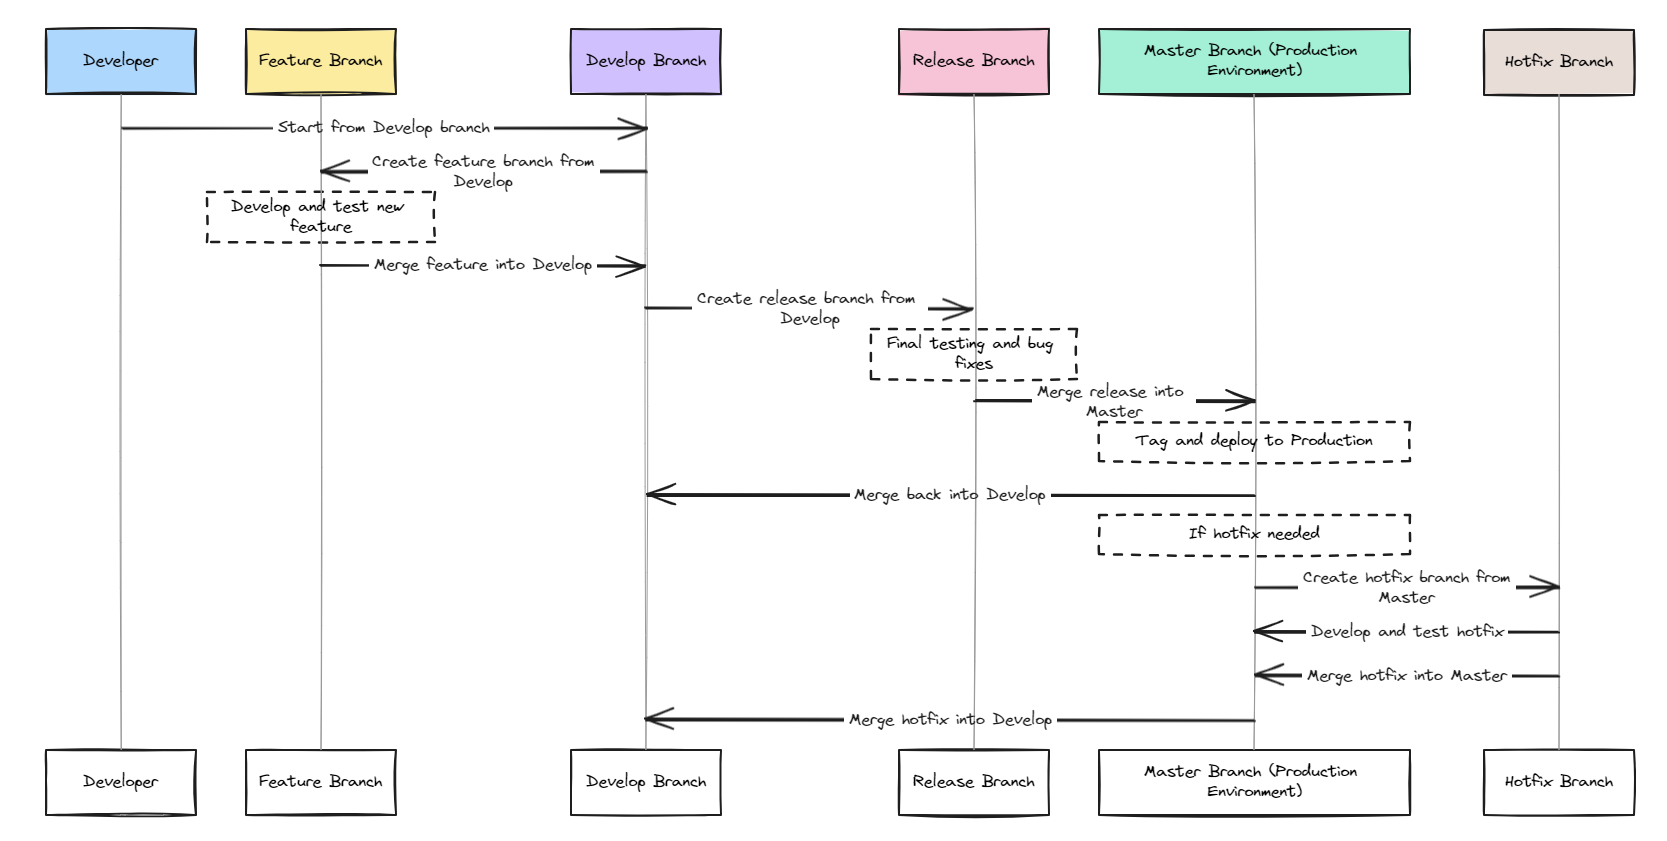 Developer
Feature Branch
Develop Branch
Release Branch
Master Branch (Production
Environment)
Hotfix Branch
Start from Develop branch
Create feature branch from
Develop
Develop and test new
feature
Merge feature into Develop
Create release branch from
Develop
Final testing and bug
fixes
Merge release into
Master
Tag and deploy to Production
Merge back into Develop
If hotfix needed
Create hotfix branch from
Master
Develop and test hotfix
Merge hotfix into Master
Merge hotfix into Develop
Developer
Feature Branch
Develop Branch
Release Branch
Master Branch (Production
Environment)
Hotfix Branch